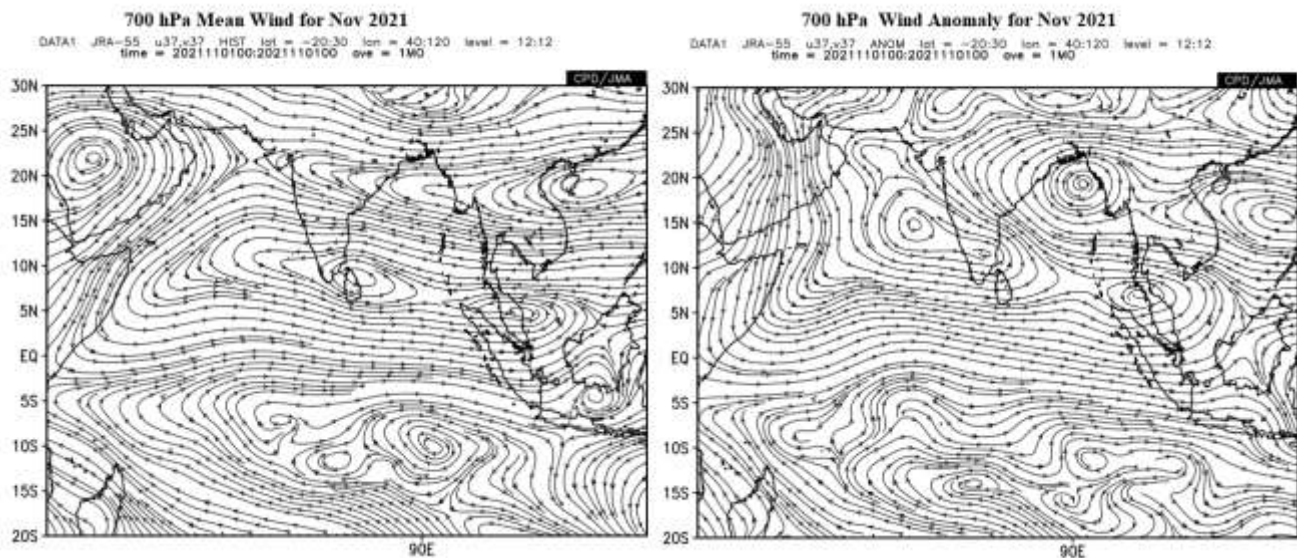 700 hPa Mean Wind for Nov 2021
DATA1 JRA-55 u37,v37 HIST lat = -20:30 lon = 40:120 level = 12:12
time = 2021110100:2021110100 ave = 1MO
CPD/JMA
30N
25N
20N
15N
10N
5N
EQ
5S
10S
15S
20S
90E
700 hPa Wind Anomaly for Nov 2021
DATA1 JRA-55 u37,v37 ANOM lat = -20:30 lon = 40:120 level = 12:12
time = 2021110100:2021110100 ave = 1MO
CPD/JMA
30N
25N
20N
15N
10N
5N
EQ
5S
10S
15S
20S
90E